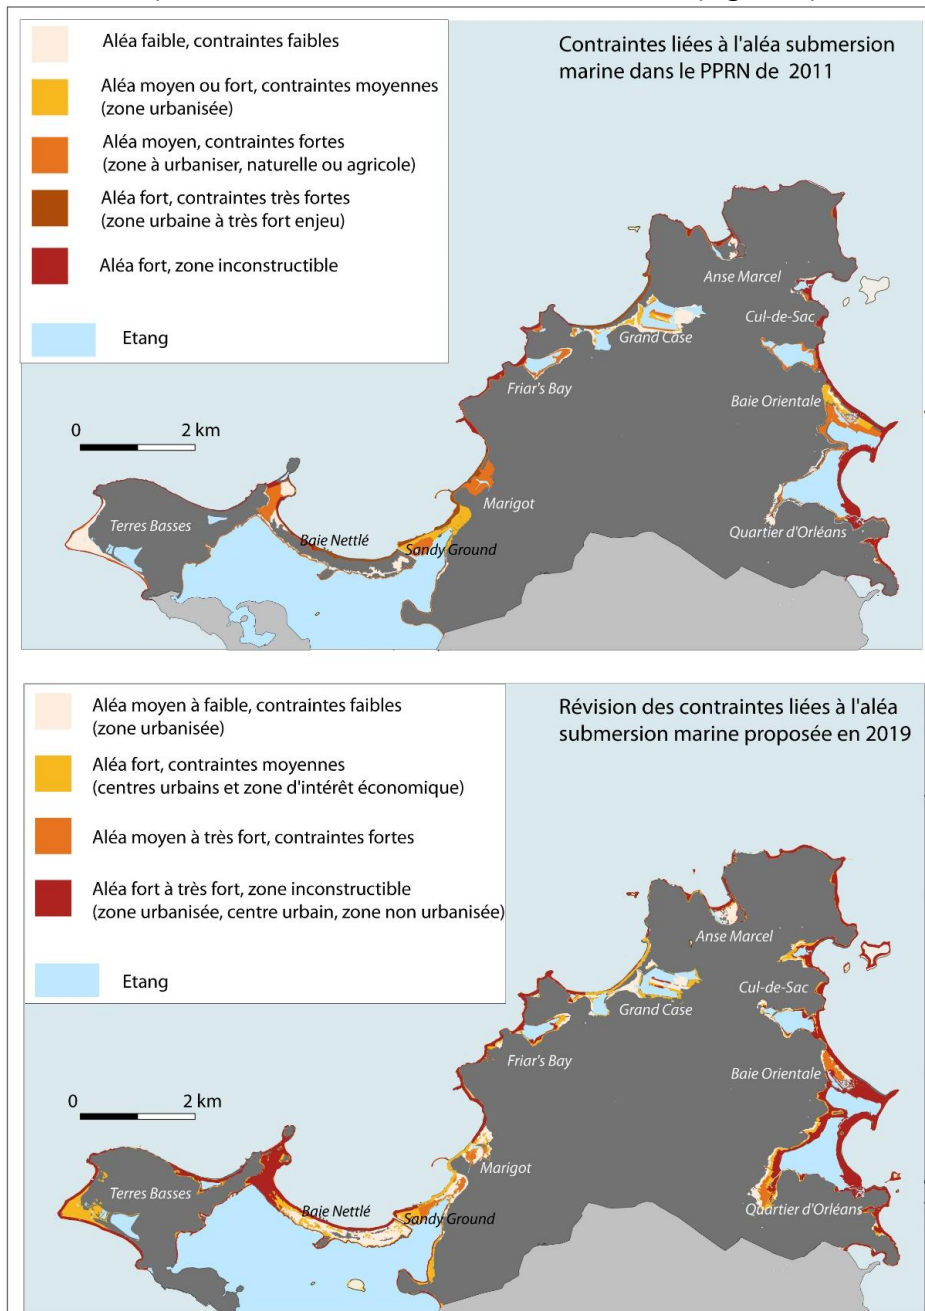 Aléa faible, contraintes faibles
Aléa moyen ou fort, contraintes moyennes
(zone urbanisée)
Aléa moyen, contraintes fortes
(zone à urbaniser, naturelle ou agricole)
Aléa fort, contraintes très fortes
(zone urbaine à très fort enjeu)
Aléa fort, zone inconstructible
Etang
Contraintes liées à l'aléa submersion
marine dans le PPRN de 2011
Anse Marcel
Cul-de-Sac
Grand Case
Friar's Bay
Baie Orientale
0 2 km
Marigot
Terres Basses
Baie Nettlé
Sandy Ground
Quartier d'Orléans
Aléa moyen à faible, contraintes faibles
(zone urbanisée)
Aléa fort, contraintes moyennes
(centres urbains et zone d'intérêt économique)
Aléa moyen à très fort, contraintes fortes
Aléa fort à très fort, zone inconstructible
(zone urbanisée, centre urbain, zone non urbanisée)
Etang
Révision des contraintes liées à l'aléa
submersion marine proposée en 2019
Anse Marcel
Cul-de-Sac
Grand Case
Friar's Bay
Baie Orientale
0 2 km
Marigot
Terres Basses
Baie Nettlé
Sandy Ground
Quartier d'Orléans